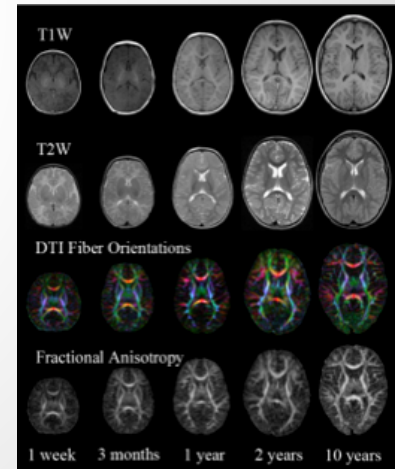 T1W
T2W
DTI Fiber Orientations
Fractional Anisotropy
1 week 3 months 1 year 2 years 10 years